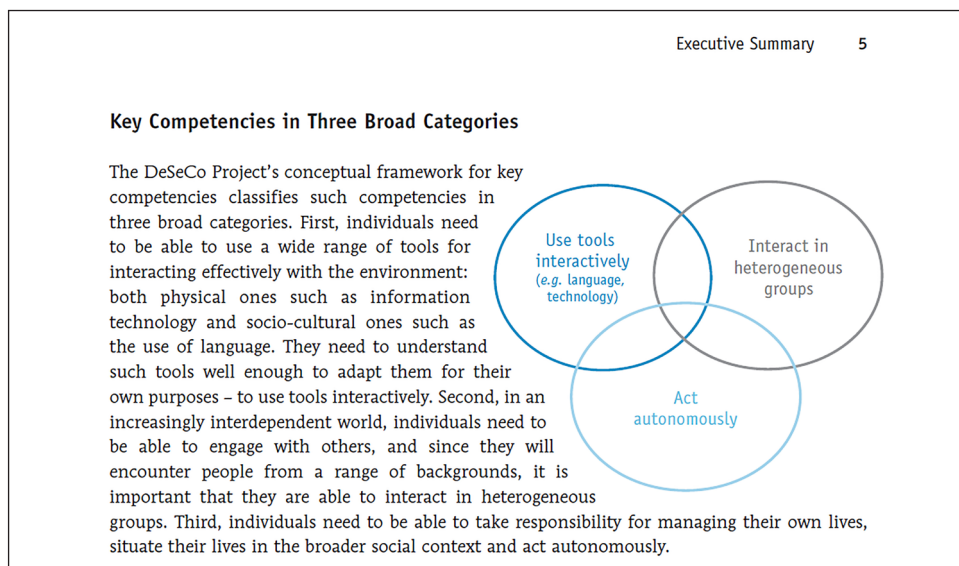 Executive Summary 5
Key Competencies in Three Broad Categories
The DeSeCo Project's conceptual framework for key
competencies classifies such competencies in
three broad categories. First, individuals need
to be able to use a wide range of tools for
interacting effectively with the environment:
both physical ones such as information
technology and socio-cultural ones such as
the use of language. They need to understand
such tools well enough to adapt them for their
own purposes – to use tools interactively. Second, in an
increasingly interdependent world, individuals need to
be able to engage with others, and since they will
encounter people from a range of backgrounds, it is
important that they are able to interact in heterogeneous
groups. Third, individuals need to be able to take responsibility for managing their own lives,
situate their lives in the broader social context and act autonomously.
Use tools
interactively
(e.g. language,
technology)
Interact in
heterogeneous
groups
Act
autonomously